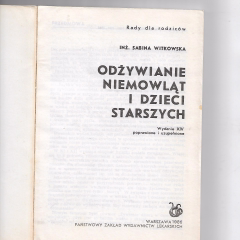 Rady dla rodziców
INŻ. SABINA WITKOWSKA
ODŻYWIANIE
NIEMOWLĄT
I DZIECI
STARSZYCH
Wydanie XIV
poprawione i uzupełnione
WARSZAWA
PAŃSTWOWY ZAKŁAD WYDAWNICTW LEKARSKICH